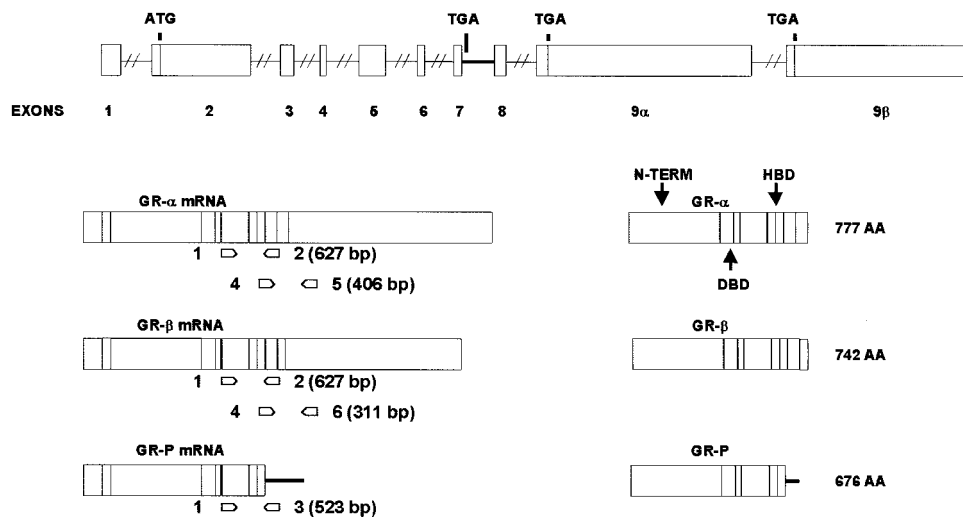 ATG TGA TGA TGA
EXONS 1 2 3 4 5 6 7 8 9α 9β
N-TERM HBD
GR-α mRNA GR-α
777 AA
1 2 (627 bp)
4 5 (406 bp)
DBD
GR-β mRNA GR-β
742 AA
1 2 (627 bp)
4 6 (311 bp)
GR-P mRNA GR-P
676 AA
1 3 (523 bp)